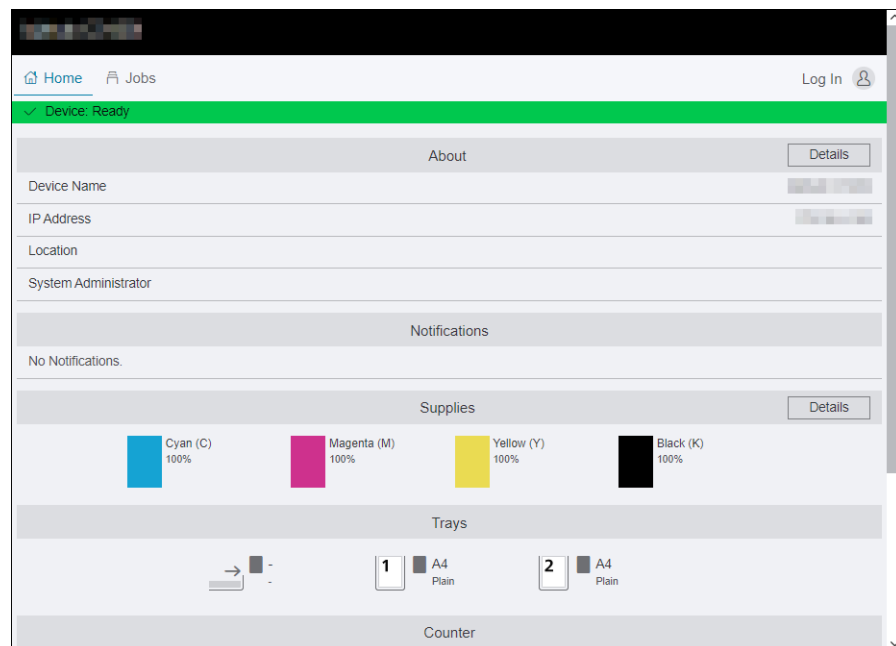 Home Jobs Log In
Device: Ready
About Details
Device Name
IP Address
Location
System Administrator
Notifications
No Notifications.
Supplies Details
Cyan (C) Magenta (M) Yellow (Y) Black (K)
100% 100% 100% 100%
Trays
- 1 A4 2 A4
- Plain Plain
Counter